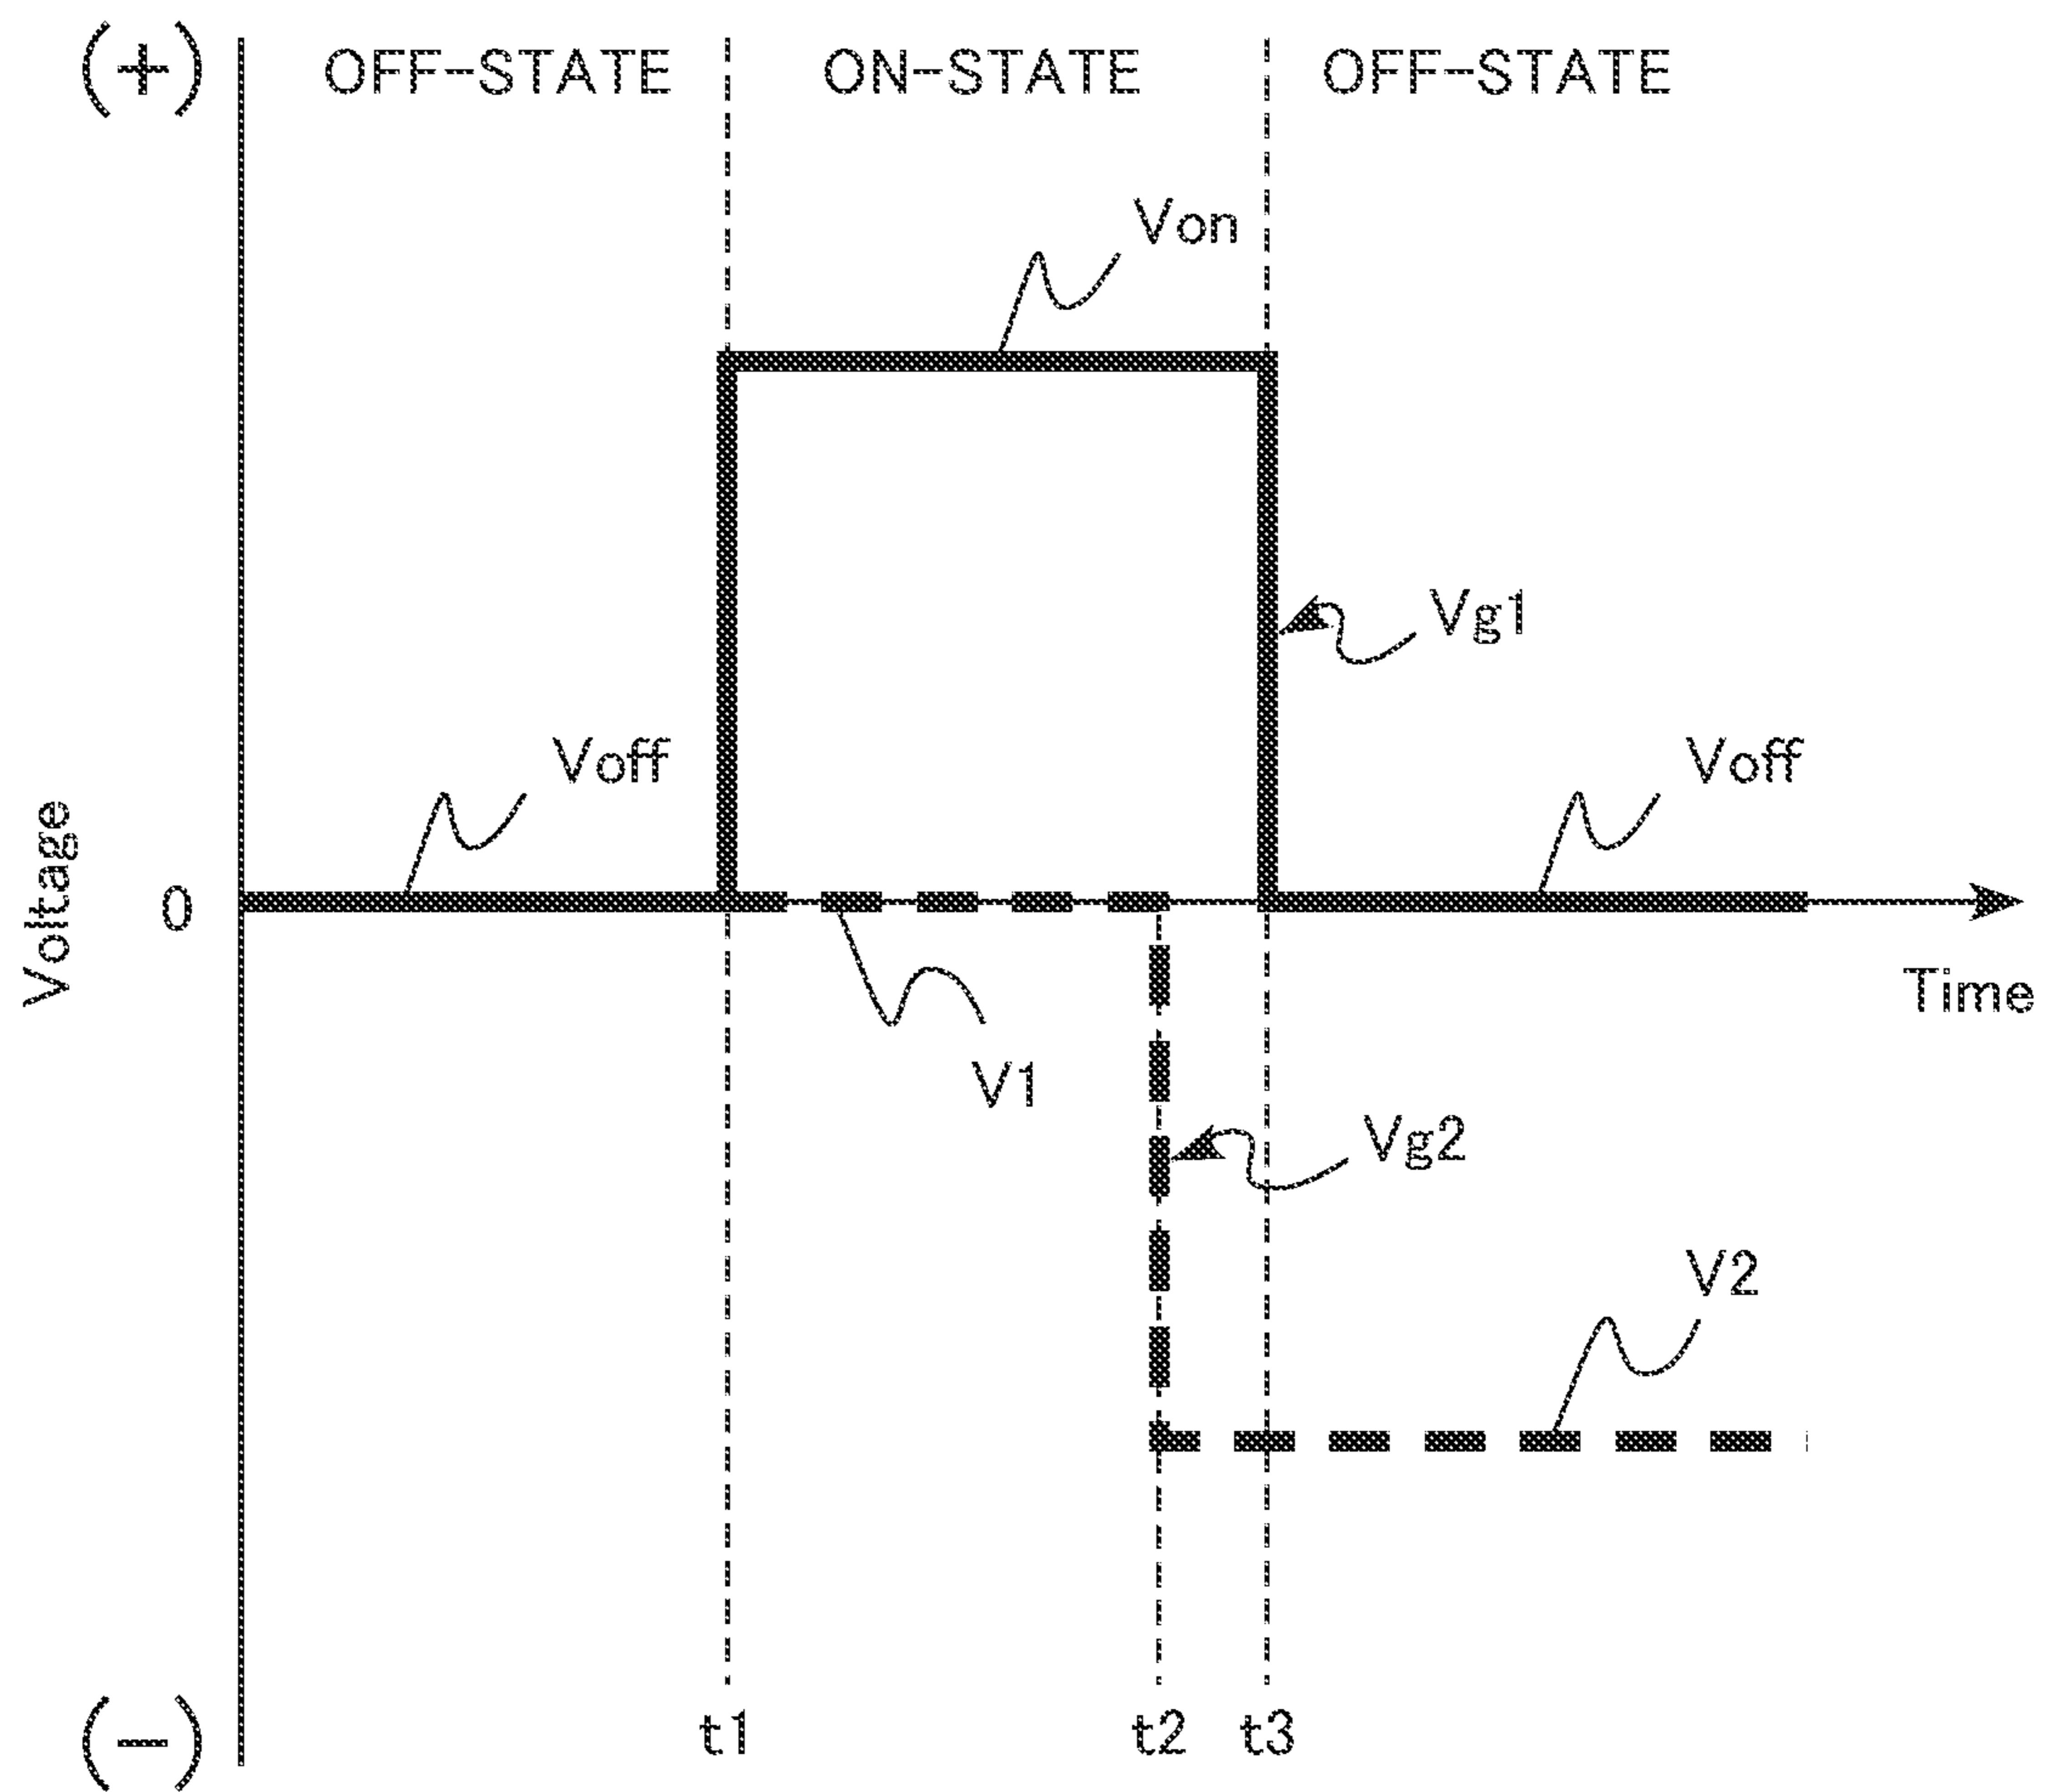 (+)
OFF-STATE
ON-STATE
OFF-STATE
Von
Vg1
Voff
Voff
Voltage
0
Time
V1
Vg2
V2
(-)
t1
t2
t3